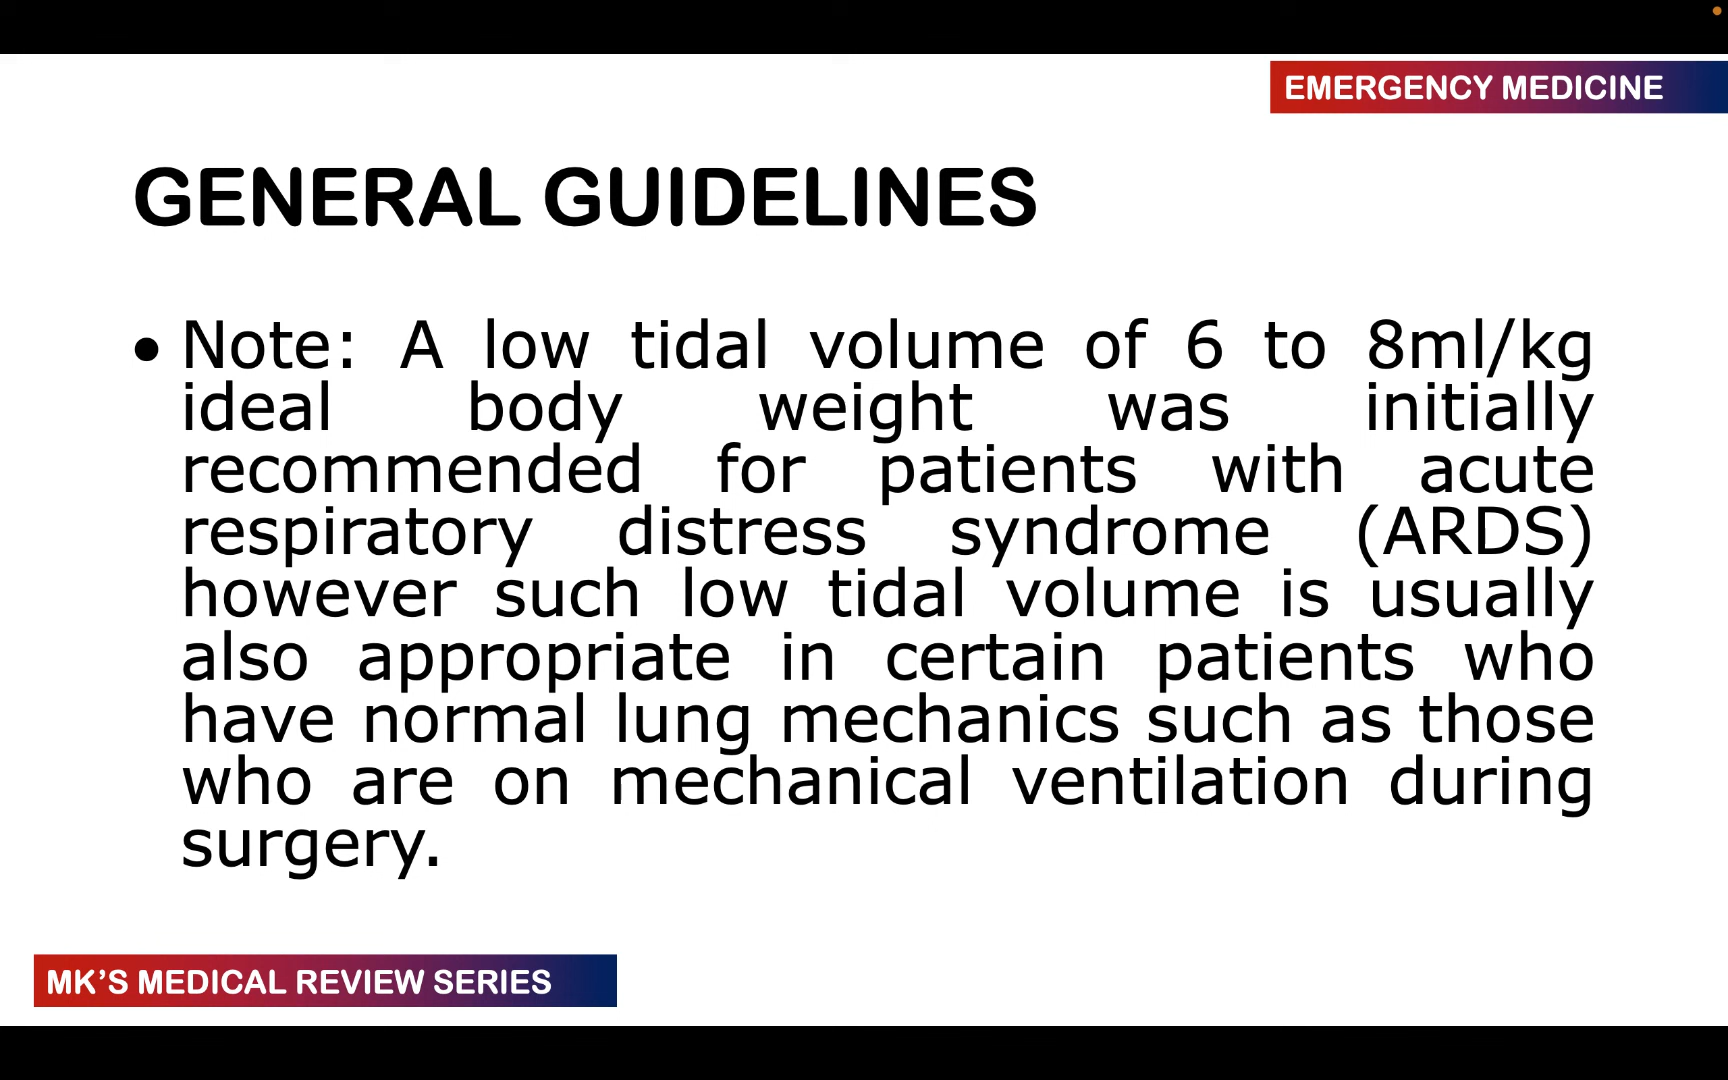 EMERGENCY MEDICINE
GENERAL GUIDELINES
• Note: A low tidal volume of 6 to 8ml/kg
ideal body weight was initially
recommended for patients with acute
respiratory distress syndrome (ARDS)
however such low tidal volume is usually
also appropriate in certain patients who
have normal lung mechanics such as those
who are on mechanical ventilation during
surgery.
MK’S MEDICAL REVIEW SERIES